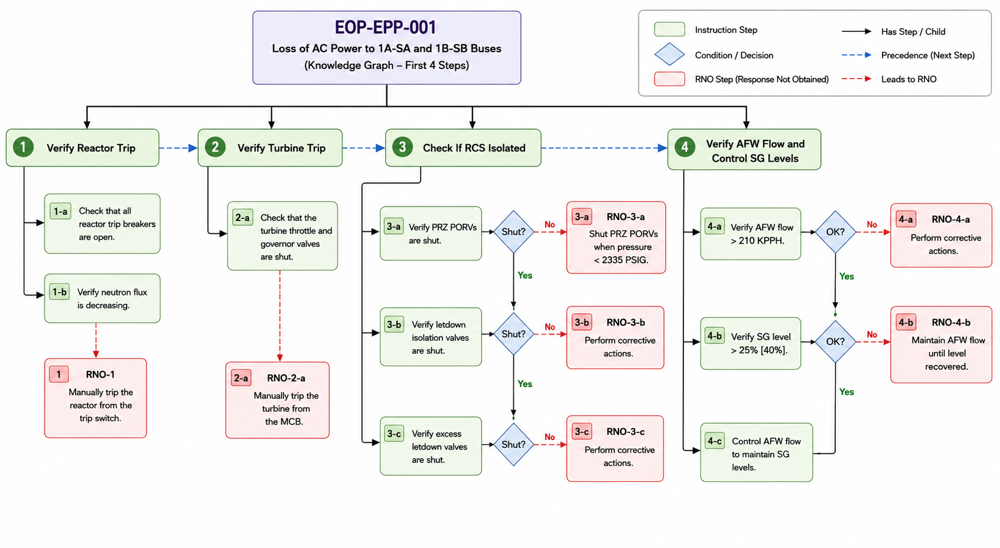 EOP-EPP-001
Loss of AC Power to 1A-SA and 1B-SB Buses
(Knowledge Graph – First 4 Steps)
Instruction Step
Condition / Decision
RNO Step (Response Not Obtained)
Has Step / Child
Precedence (Next Step)
Leads to RNO
1 Verify Reactor Trip
2 Verify Turbine Trip
3 Check If RCS Isolated
4 Verify AFW Flow and
Control SG Levels
1-a Check that all
reactor trip breakers
are open.
1-b Verify neutron flux
is decreasing.
1 RNO-1
Manually trip the
reactor from the
trip switch.
2-a Check that the
turbine throttle and
governor valves
are shut.
2-a RNO-2-a
Manually trip the
turbine from
the MCB.
3-a Verify PRZ PORVs
are shut.
Shut?
No
3-a RNO-3-a
Shut PRZ PORVs
when pressure
< 2335 PSIG.
Yes
3-b Verify letdown
isolation valves
are shut.
Shut?
No
3-b RNO-3-b
Perform corrective
actions.
Yes
3-c Verify excess
letdown valves
are shut.
Shut?
No
3-c RNO-3-c
Perform corrective
actions.
4-a Verify AFW flow
> 210 KPPH.
OK?
No
4-a RNO-4-a
Perform corrective
actions.
Yes
4-b Verify SG level
> 25% [40%].
OK?
No
4-b RNO-4-b
Maintain AFW flow
until level
recovered.
Yes
4-c Control AFW flow
to maintain SG
levels.